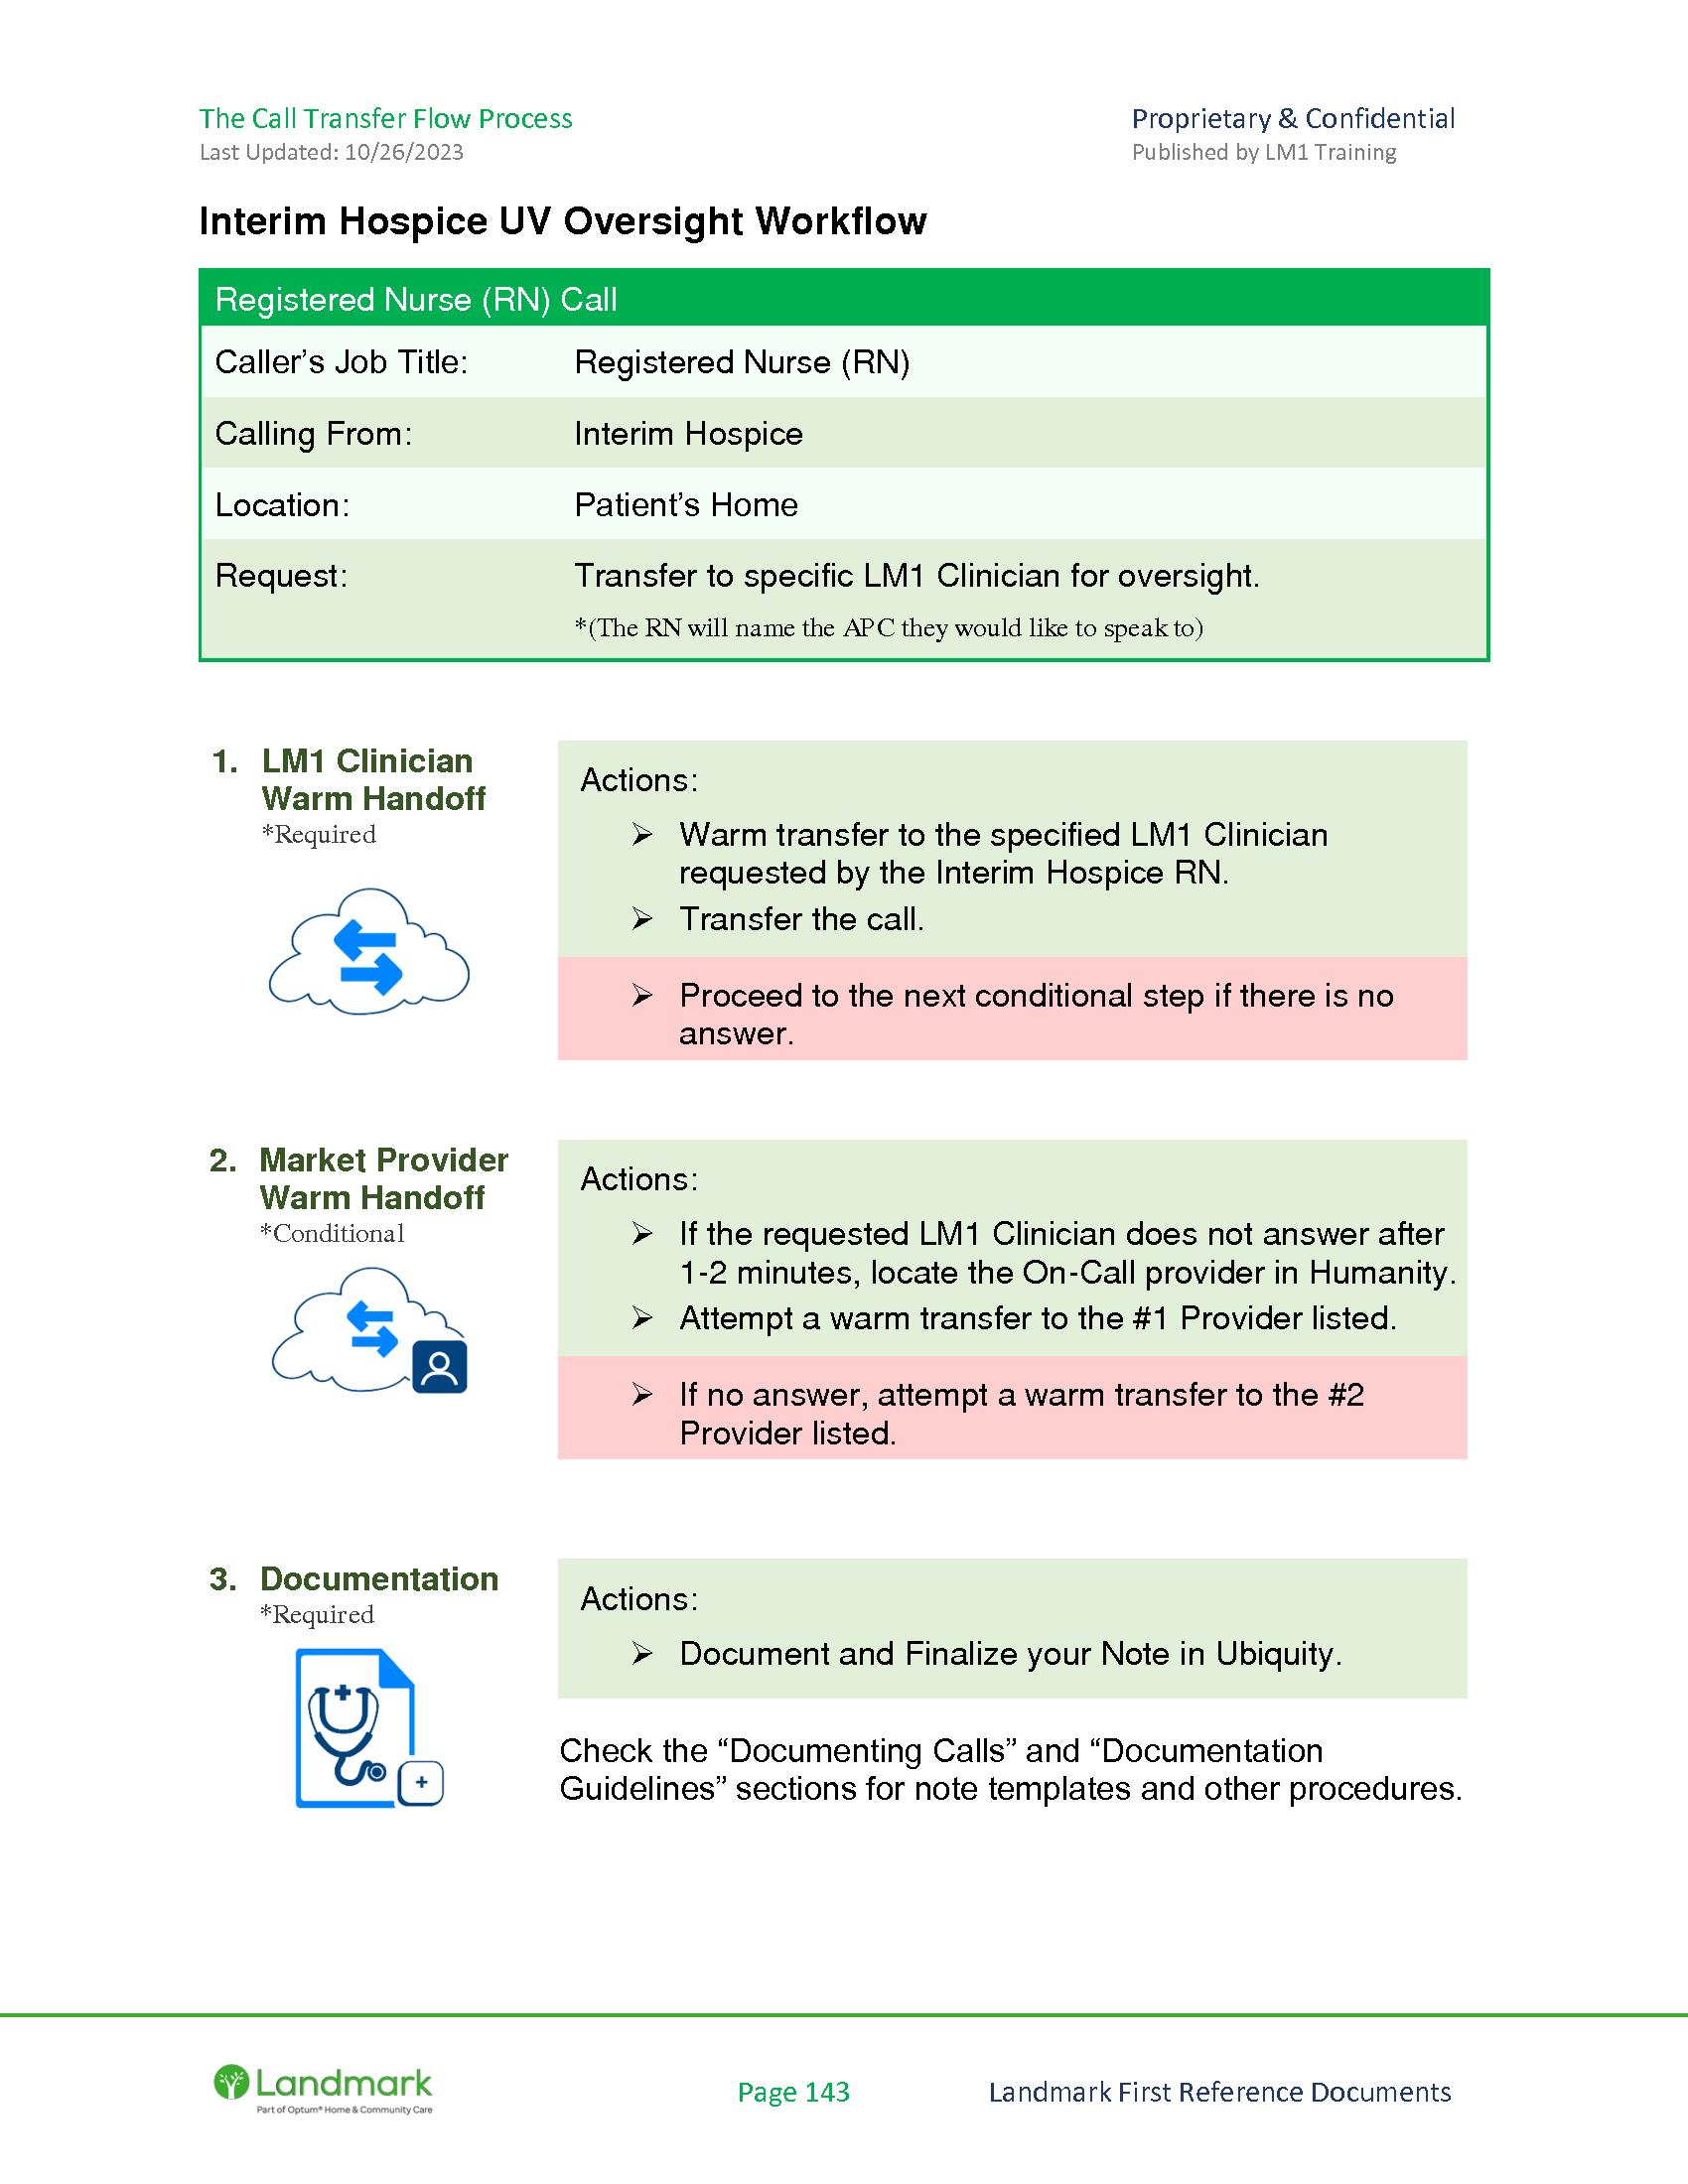 The Call Transfer Flow Process
Proprietary & Confidential
Last Updated: 10/26/2023
Published by LM1 Training
Interim Hospice UV Oversight Workflow
Registered Nurse (RN) Call
Caller’s Job Title: Registered Nurse (RN)
Calling From: Interim Hospice
Location: Patient’s Home
Request: Transfer to specific LM1 Clinician for oversight.
*(The RN will name the APC they would like to speak to)
1. LM1 Clinician
Warm Handoff
*Required
Actions:
➢ Warm transfer to the specified LM1 Clinician
requested by the Interim Hospice RN.
➢ Transfer the call.
➢ Proceed to the next conditional step if there is no
answer.
2. Market Provider
Warm Handoff
*Conditional
Actions:
➢ If the requested LM1 Clinician does not answer after
1-2 minutes, locate the On-Call provider in Humanity.
➢ Attempt a warm transfer to the #1 Provider listed.
➢ If no answer, attempt a warm transfer to the #2
Provider listed.
3. Documentation
*Required
Actions:
➢ Document and Finalize your Note in Ubiquity.
Check the “Documenting Calls” and “Documentation
Guidelines” sections for note templates and other procedures.
Landmark
Part of Optum® Home & Community Care
Page 143
Landmark First Reference Documents